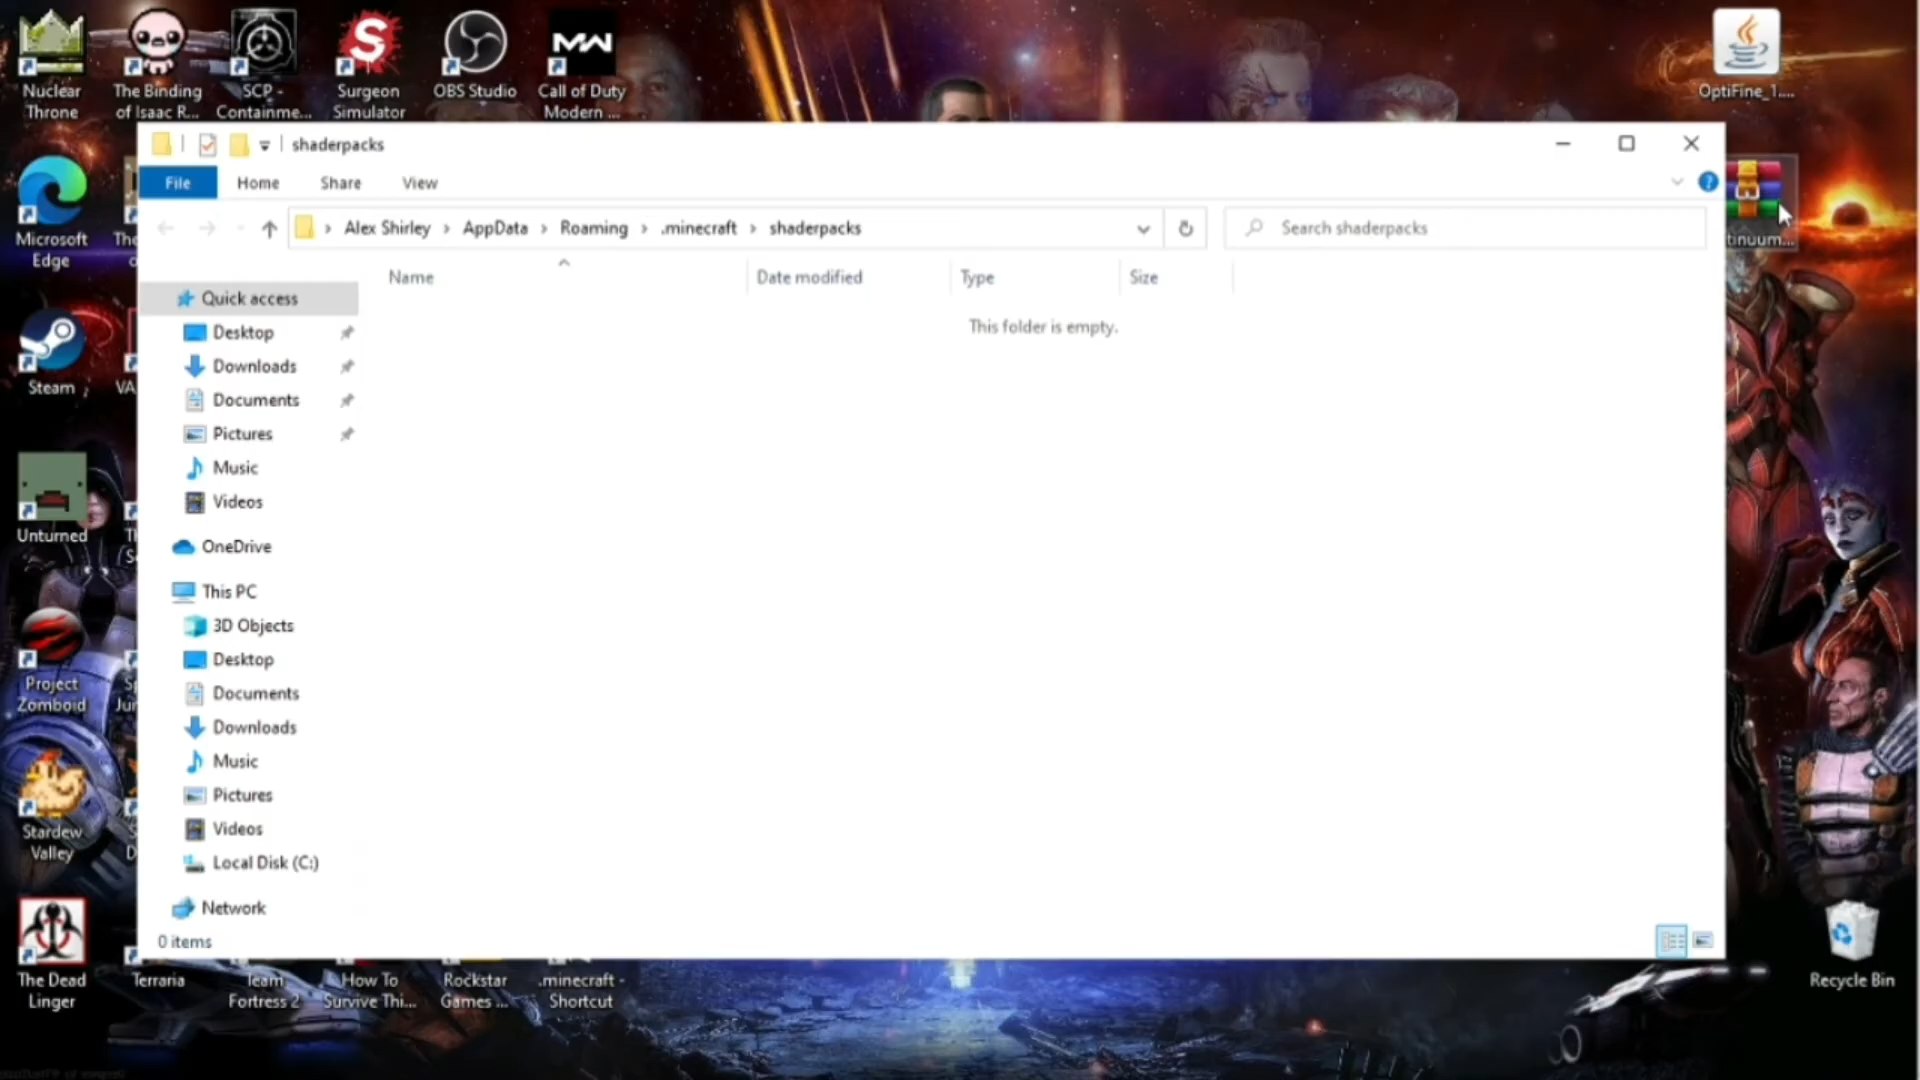 Nuclear
Throne
The Binding
of Isaac R...
SCP -
Containme...
Surgeon
Simulator
OBS Studio
Call of Duty
Modern ...
OptiFine_1....
shaderpacks
File
Home
Share
View
Alex Shirley
AppData
Roaming
.minecraft
shaderpacks
Search shaderpacks
Name
Date modified
Type
Size
This folder is empty.
Quick access
Desktop
Downloads
Documents
Pictures
Music
Videos
OneDrive
This PC
3D Objects
Desktop
Documents
Downloads
Music
Pictures
Videos
Local Disk (C:)
Network
0 items
Microsoft
Edge
Steam
Unturned
Project
Zomboid
Stardew
Valley
The Dead
Linger
Terraria
Team
Fortress 2
How To
Survive Thi...
Rockstar
Games ...
.minecraft -
Shortcut
tinuum...
Recycle Bin